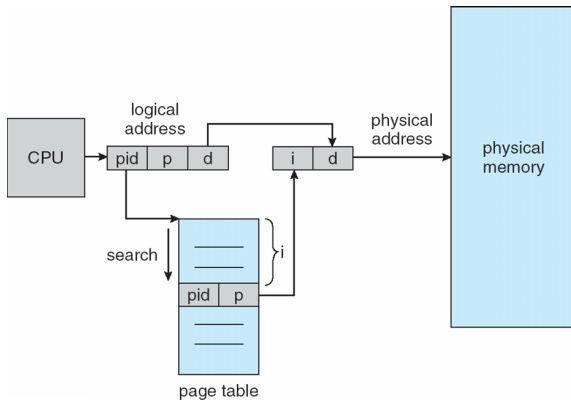 logical
address
CPU
pid p d
i d
physical
address
physical
memory
search
i
pid p
page table